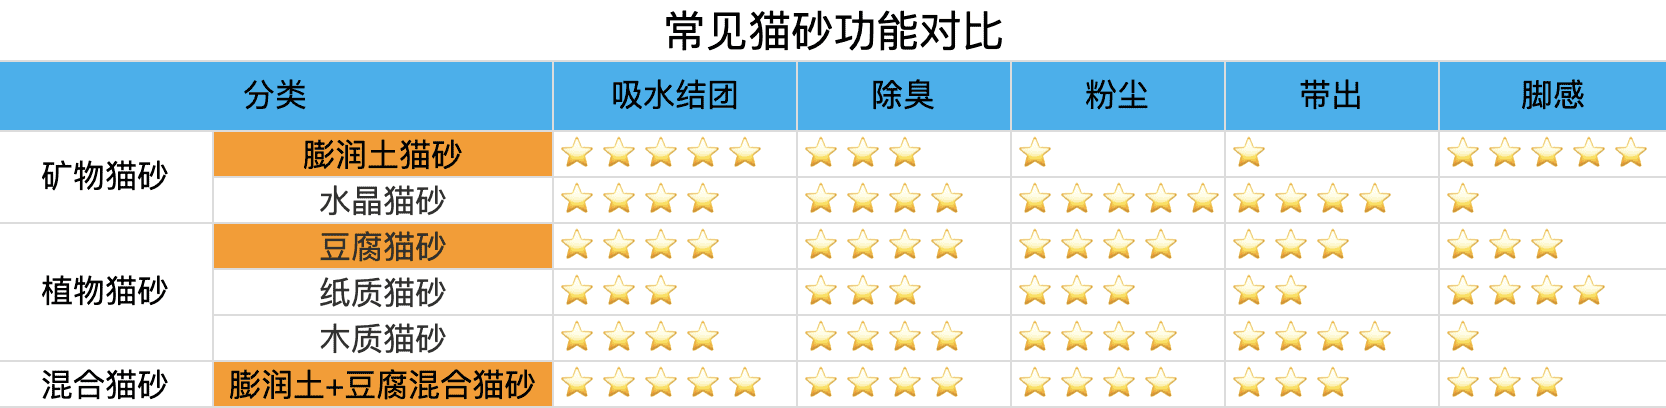 常见猫砂功能对比
分类 吸水结团 除臭 粉尘 带出 脚感
矿物猫砂 膨润土猫砂 ⭐⭐⭐⭐⭐ ⭐⭐⭐ ⭐ ⭐ ⭐⭐⭐⭐⭐
水晶猫砂 ⭐⭐⭐⭐ ⭐⭐⭐⭐ ⭐⭐⭐⭐⭐ ⭐⭐⭐⭐ ⭐
植物猫砂 豆腐猫砂 ⭐⭐⭐⭐ ⭐⭐⭐⭐ ⭐⭐⭐⭐ ⭐⭐⭐ ⭐⭐⭐
纸质猫砂 ⭐⭐⭐ ⭐⭐⭐ ⭐⭐⭐ ⭐⭐ ⭐⭐⭐⭐
木质猫砂 ⭐⭐⭐⭐ ⭐⭐⭐⭐ ⭐⭐⭐⭐ ⭐⭐⭐⭐ ⭐
混合猫砂 膨润土+豆腐混合猫砂 ⭐⭐⭐⭐⭐ ⭐⭐⭐⭐ ⭐⭐⭐⭐ ⭐⭐⭐ ⭐⭐⭐